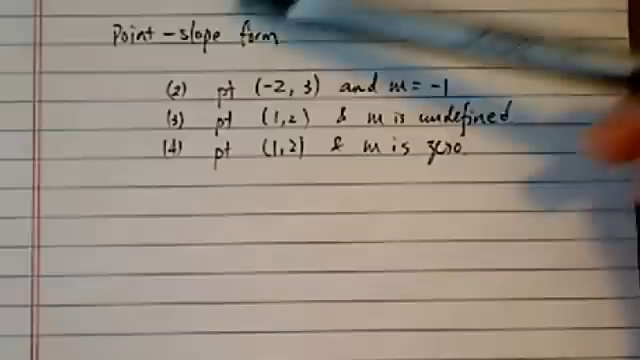 Point-slope form
(2) pt (-2, 3) and m = -1
(3) pt (1,2) & m is undefined
(4) pt (1,2) & m is zero